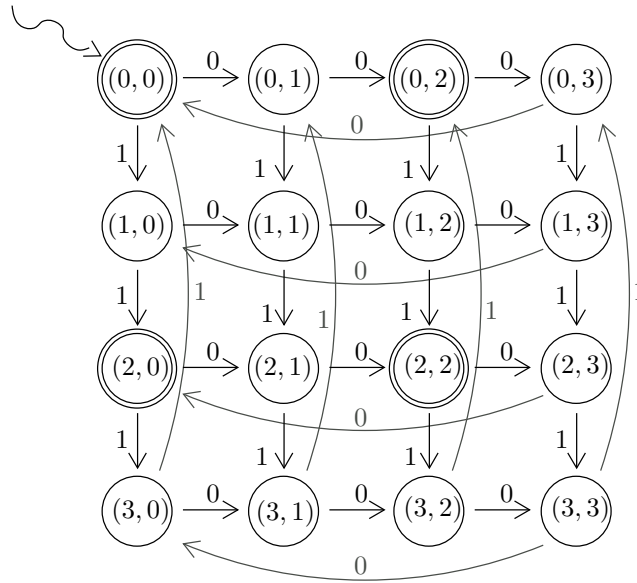 0 0 0
(0, 0) (0, 1) (0, 2) (0, 3)
0
1 1 1 1
0 0 0
(1, 0) (1, 1) (1, 2) (1, 3)
0
1 1 1 1
1 1 1 1
0 0 0
(2, 0) (2, 1) (2, 2) (2, 3)
0
1 1 1 1
0 0 0
(3, 0) (3, 1) (3, 2) (3, 3)
0